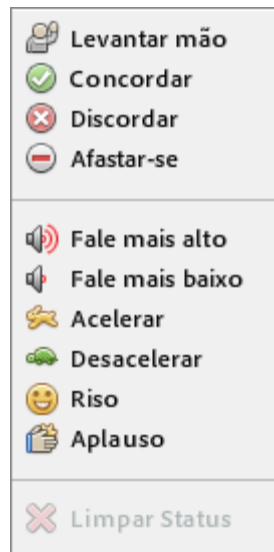 Levantar mão
Concordar
Discordar
Afastar-se
Fale mais alto
Fale mais baixo
Acelerar
Desacelerar
Riso
Aplauso
Limpar Status